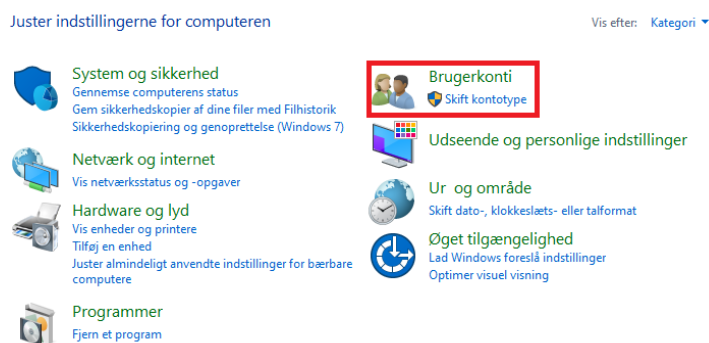 Juster indstillingerne for computeren
Vis efter: Kategori
System og sikkerhed
Gennemse computerens status
Gem sikkerhedskopier af dine filer med Filhistorik
Sikkerhedskopiering og genoprettelse (Windows 7)
Netværk og internet
Vis netværksstatus og -opgaver
Hardware og lyd
Vis enheder og printere
Tilføj en enhed
Juster almindeligt anvendte indstillinger for bærbare
computere
Programmer
Fjern et program
Brugerkonti
Skift kontotype
Udseende og personlige indstillinger
Ur og område
Skift dato-, klokkeslæts- eller talformat
Øget tilgængelighed
Lad Windows foreslå indstillinger
Optimer visuel visning